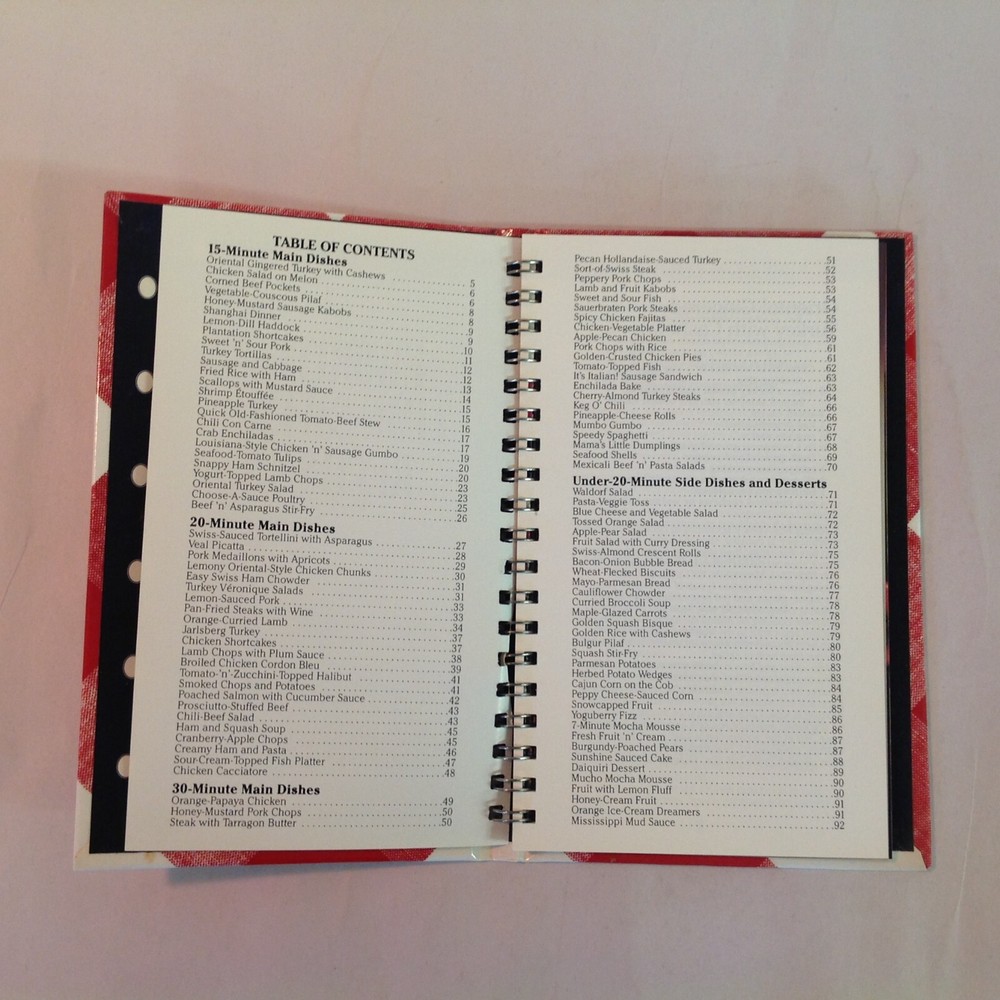 TABLE OF CONTENTS
15-Minute Main Dishes
Oriental Gingered Turkey with Cashews 5
Chicken Salad on Melon 6
Corned Beef Pockets 6
Vegetable-Couscous Pilaf 8
Honey-Mustard Sausage Kabobs 8
Shanghai Dinner 9
Lemon-Dill Haddock 9
Plantation Shortcakes 10
Sweet 'n' Sour Pork 11
Turkey Tortillas 12
Sausage and Cabbage 12
Fried Rice with Ham 13
Scallops with Mustard Sauce 14
Shrimp Étouffée 15
Pineapple Turkey 15
Quick Old-Fashioned Tomato-Beef Stew 16
Chili Con Carne 17
Crab Enchiladas 17
Louisiana-Style Chicken 'n' Sausage Gumbo 19
Seafood-Tomato Tulips 20
Snappy Ham Schnitzel 20
Yogurt-Topped Lamb Chops 23
Oriental Turkey Salad 23
Choose-A-Sauce Poultry 25
Beef 'n' Asparagus Stir-Fry 26
20-Minute Main Dishes
Swiss-Sauced Tortellini with Asparagus 27
Veal Picatta 28
Pork Medallions with Apricots 29
Lemony Oriental-Style Chicken Chunks 30
Easy Swiss Ham Chowder 31
Turkey Véronique Salads 31
Lemon-Sauced Pork 33
Pan-Fried Steaks with Wine 33
Orange-Curried Lamb 34
Jarlsberg Turkey 37
Chicken Shortcakes 37
Lamb Chops with Plum Sauce 38
Broiled Chicken Cordon Bleu 39
Tomato-'n'-Zucchini-Topped Halibut 41
Smoked Chops and Potatoes 41
Poached Salmon with Cucumber Sauce 42
Prosciutto-Stuffed Beef 43
Chili-Beef Salad 43
Ham and Squash Soup 45
Cranberry-Apple Chops 45
Creamy Ham and Pasta 46
Sour-Cream-Topped Fish Platter 47
Chicken Cacciatore 48
30-Minute Main Dishes
Orange-Papaya Chicken 49
Honey-Mustard Pork Chops 50
Steak with Tarragon Butter 50
Pecan Hollandaise-Sauced Turkey 51
Sort-of-Swiss Steak 52
Peppery Pork Chops 53
Lamb and Fruit Kabobs 53
Sweet and Sour Fish 54
Sauerbraten Pork Steaks 54
Spicy Chicken Fajitas 55
Chicken-Vegetable Platter 56
Apple-Pecan Chicken 59
Pork Chops with Rice 61
Golden-Crusted Chicken Pies 61
Tomato-Topped Fish 62
It's Italian! Sausage Sandwich 63
Enchilada Bake 63
Cherry-Almond Turkey Steaks 64
Keg O' Chili 66
Pineapple-Cheese Rolls 66
Mumbo Gumbo 67
Speedy Spaghetti 67
Mama's Little Dumplings 68
Seafood Shells 69
Mexicali Beef 'n' Pasta Salads 70
Under-20-Minute Side Dishes and Desserts
Waldorf Salad 71
Pasta-Veggie Toss 71
Blue Cheese and Vegetable Salad 72
Tossed Orange Salad 72
Apple-Pear Salad 73
Fruit Salad with Curry Dressing 73
Swiss-Almond Crescent Rolls 75
Bacon-Onion Bubble Bread 75
Wheat-Flecked Biscuits 76
Mayo-Parmesan Bread 76
Cauliflower Chowder 77
Curried Broccoli Soup 78
Maple-Glazed Carrots 78
Golden Squash Bisque 79
Golden Rice with Cashews 79
Bulgur Pilaf 80
Squash Stir-Fry 80
Parmesan Potatoes 83
Herbed Potato Wedges 83
Cajun Corn on the Cob 84
Peppy Cheese-Sauced Corn 84
Snowcapped Fruit 85
Yoguberry Fizz 86
7-Minute Mocha Mousse 86
Fresh Fruit 'n' Cream 87
Burgundy-Poached Pears 87
Sunshine Sauced Cake 88
Daiquiri Dessert 89
Mucho Mocha Mousse 90
Fruit with Lemon Fluff 90
Honey-Cream Fruit 91
Orange Ice-Cream Dreamers 91
Mississippi Mud Sauce 92